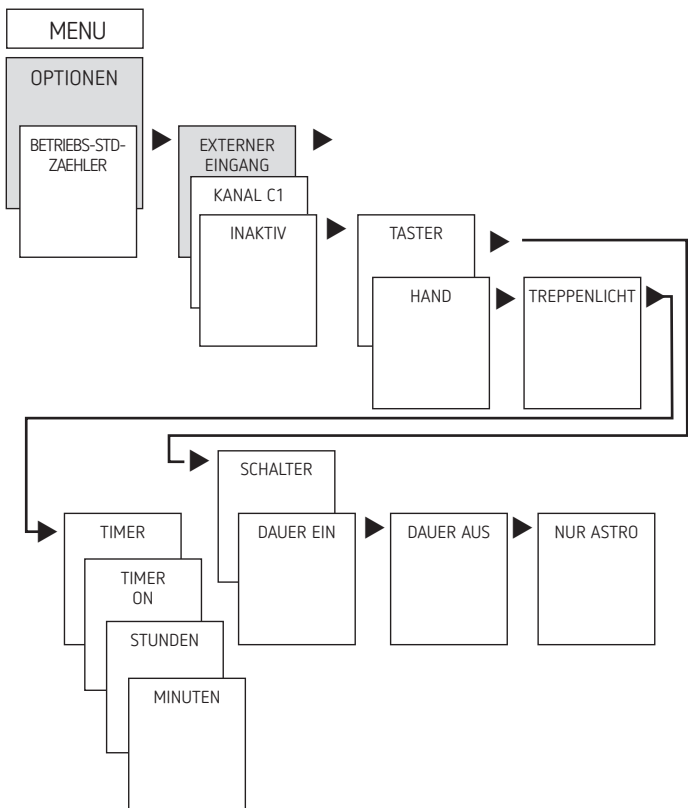 MENU
OPTIONEN
BETRIEBS-STD-
ZAEHLER
EXTERNER
EINGANG
KANAL C1
INAKTIV
TASTER
HAND
TREPPENLICHT
SCHALTER
DAUER EIN
DAUER AUS
NUR ASTRO
TIMER
TIMER
ON
STUNDEN
MINUTEN